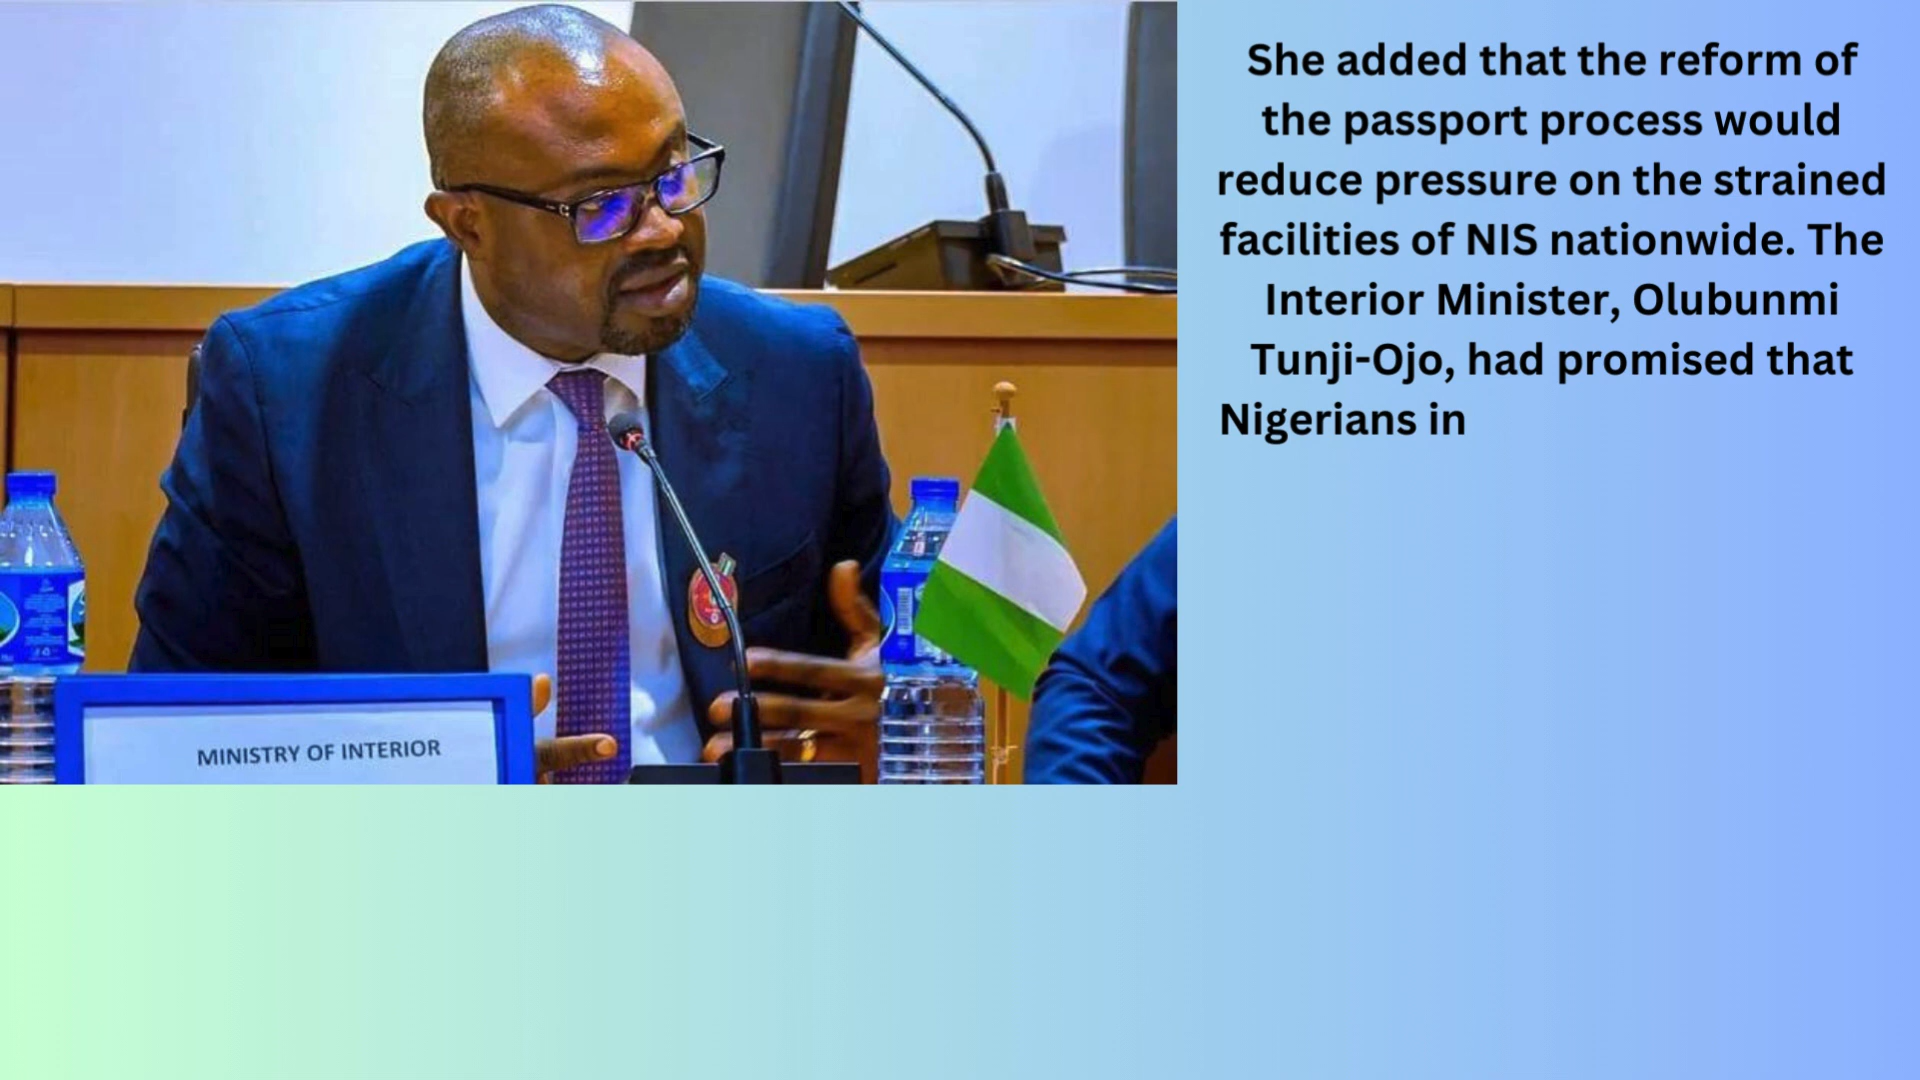 She added that the reform of
the passport process would
reduce pressure on the strained
facilities of NIS nationwide. The
Interior Minister, Olubunmi
Tunji-Ojo, had promised that
Nigerians in
MINISTRY OF INTERIOR